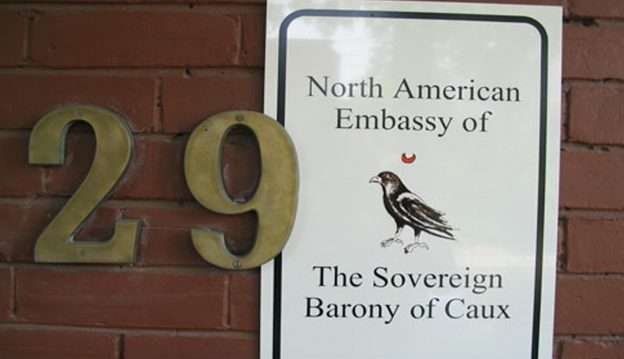 29
North American
Embassy of
The Sovereign
Barony of Caux